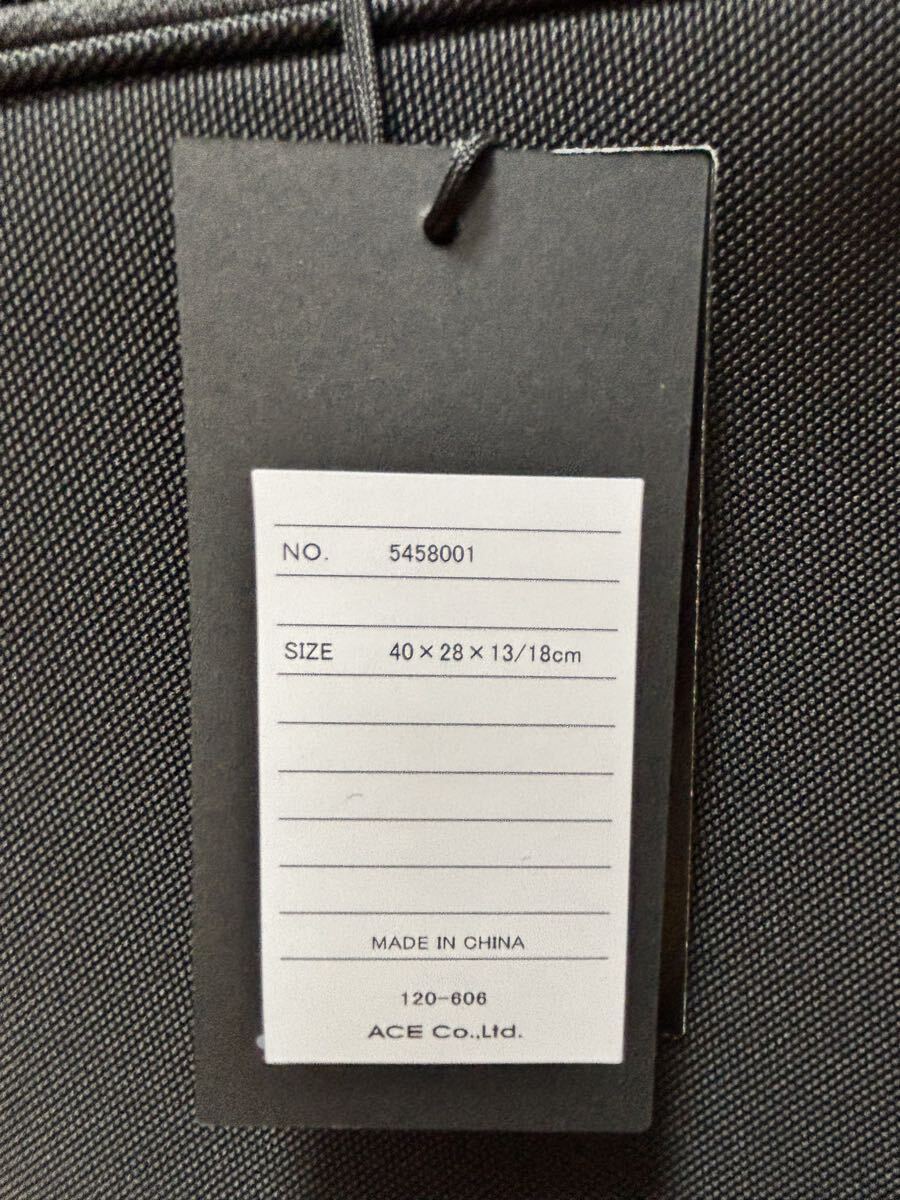 NO. 5458001
SIZE 40×28×13/18cm
MADE IN CHINA
120-606
ACE Co.,Ltd.